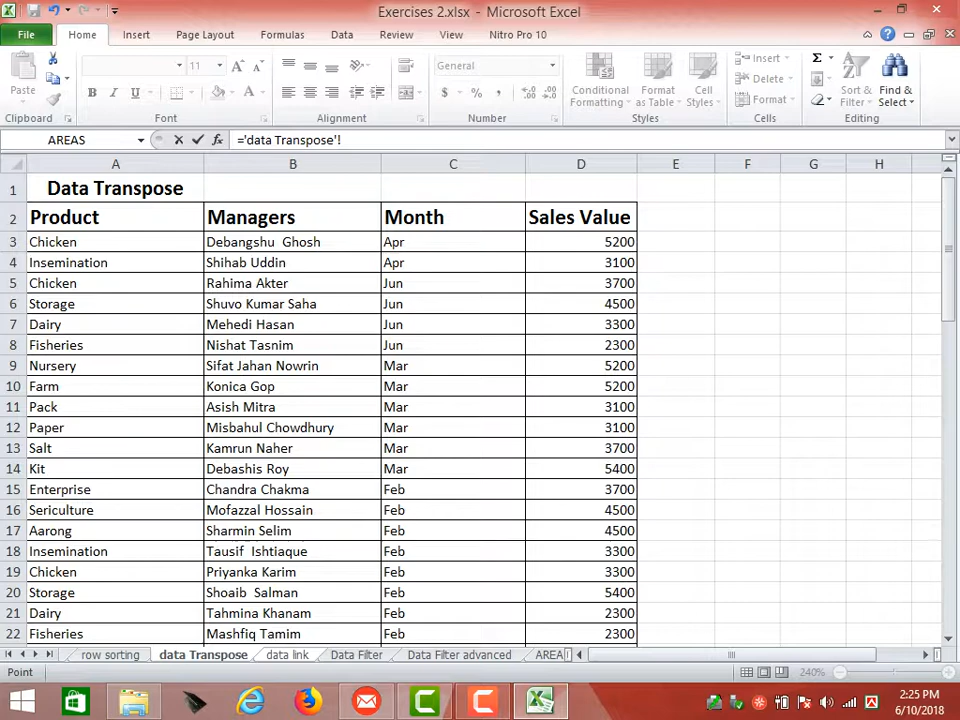 Exercises 2.xlsx - Microsoft Excel
File Home Insert Page Layout Formulas Data Review View Nitro Pro 10
Paste
11 A A
General
B I U
$ % ,
Conditional Formatting
Format as Table
Cell Styles
Insert
Delete
Format
Σ
Sort & Filter
Find & Select
Clipboard Font Alignment Number Styles Cells Editing
AREAS fx ='data Transpose'!
A B C D E F G H
1 Data Transpose
2 Product Managers Month Sales Value
3 Chicken Debangshu Ghosh Apr 5200
4 Insemination Shihab Uddin Apr 3100
5 Chicken Rahima Akter Jun 3700
6 Storage Shuvo Kumar Saha Jun 4500
7 Dairy Mehedi Hasan Jun 3300
8 Fisheries Nishat Tasnim Jun 2300
9 Nursery Sifat Jahan Nowrin Mar 5200
10 Farm Konica Gop Mar 5200
11 Pack Asish Mitra Mar 3100
12 Paper Misbahul Chowdhury Mar 3100
13 Salt Kamrun Naher Mar 3700
14 Kit Debashis Roy Mar 5400
15 Enterprise Chandra Chakma Feb 3700
16 Sericulture Mofazzal Hossain Feb 4500
17 Aarong Sharmin Selim Feb 4500
18 Insemination Tausif Ishtiaque Feb 3300
19 Chicken Priyanka Karim Feb 3300
20 Storage Shoaib Salman Feb 5400
21 Dairy Tahmina Khanam Feb 2300
22 Fisheries Mashfiq Tamim Feb 2300
row sorting data Transpose data link Data Filter Data Filter advanced AREA
Point 240%
2:25 PM
6/10/2018